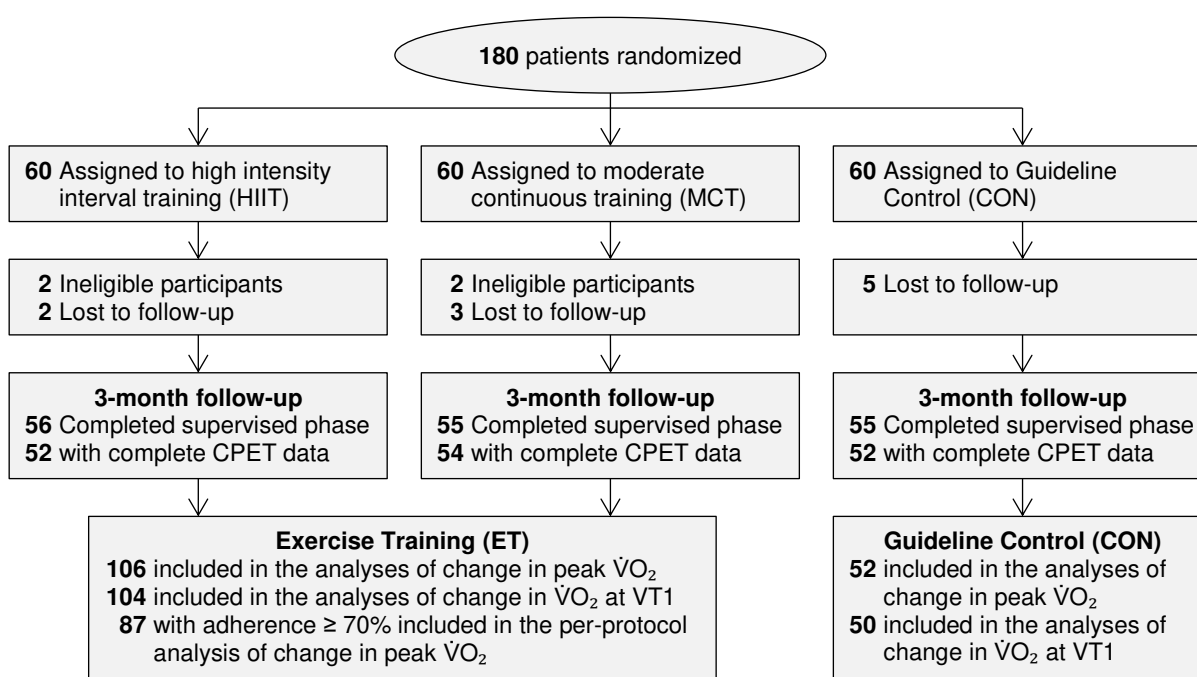 180 patients randomized
60 Assigned to high intensity
interval training (HIIT)
60 Assigned to moderate
continuous training (MCT)
60 Assigned to Guideline
Control (CON)
2 Ineligible participants
2 Lost to follow-up
2 Ineligible participants
3 Lost to follow-up
5 Lost to follow-up
3-month follow-up
56 Completed supervised phase
52 with complete CPET data
3-month follow-up
55 Completed supervised phase
54 with complete CPET data
3-month follow-up
55 Completed supervised phase
52 with complete CPET data
Exercise Training (ET)
106 included in the analyses of change in peak V̇O₂
104 included in the analyses of change in V̇O₂ at VT1
87 with adherence ≥ 70% included in the per-protocol
analysis of change in peak V̇O₂
Guideline Control (CON)
52 included in the analyses of
change in peak V̇O₂
50 included in the analyses of
change in V̇O₂ at VT1